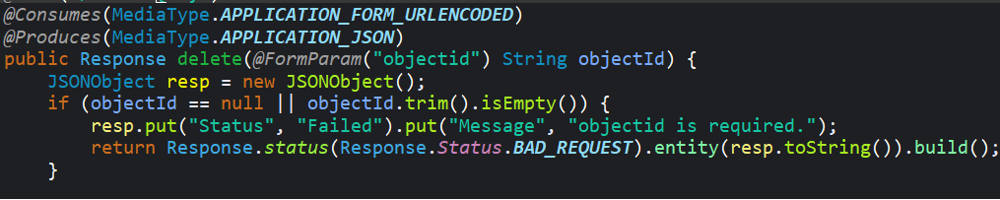 @Consumes(MediaType.APPLICATION_FORM_URLENCODED)
@Produces(MediaType.APPLICATION_JSON)
public Response delete(@FormParam("objectid") String objectId) {
    JSONObject resp = new JSONObject();
    if (objectId == null || objectId.trim().isEmpty()) {
        resp.put("Status", "Failed").put("Message", "objectid is required.");
        return Response.status(Response.Status.BAD_REQUEST).entity(resp.toString()).build();
    }